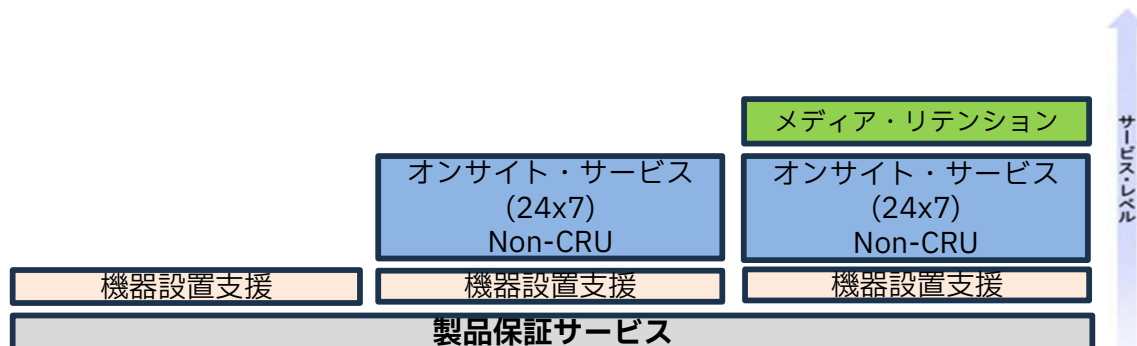 メディア・リテンション
オンサイト・サービス
(24x7)
Non-CRU
オンサイト・サービス
(24x7)
Non-CRU
機器設置支援
機器設置支援
機器設置支援
製品保証サービス
サービス・レベル